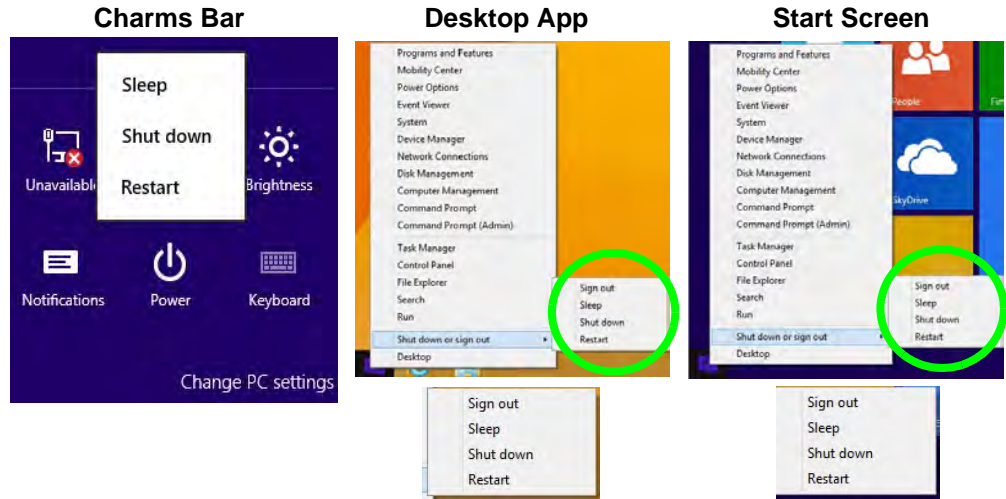 Charms Bar
Sleep
Shut down
Restart
Brightness
Notifications
Power
Keyboard
Change PC settings
Desktop App
Programs and Features
Mobility Center
Power Options
Event Viewer
System
Device Manager
Network Connections
Disk Management
Computer Management
Command Prompt
Command Prompt (Admin)
Task Manager
Control Panel
File Explorer
Search
Run
Shut down or sign out
Desktop
Sign out
Sleep
Shut down
Restart
Sign out
Sleep
Shut down
Restart
Start Screen
Programs and Features
Mobility Center
Power Options
Event Viewer
System
Device Manager
Network Connections
Disk Management
Computer Management
Command Prompt
Command Prompt (Admin)
Task Manager
Control Panel
File Explorer
Search
Run
Shut down or sign out
Desktop
People
SkyDrive
Sign out
Sleep
Shut down
Restart
Sign out
Sleep
Shut down
Restart